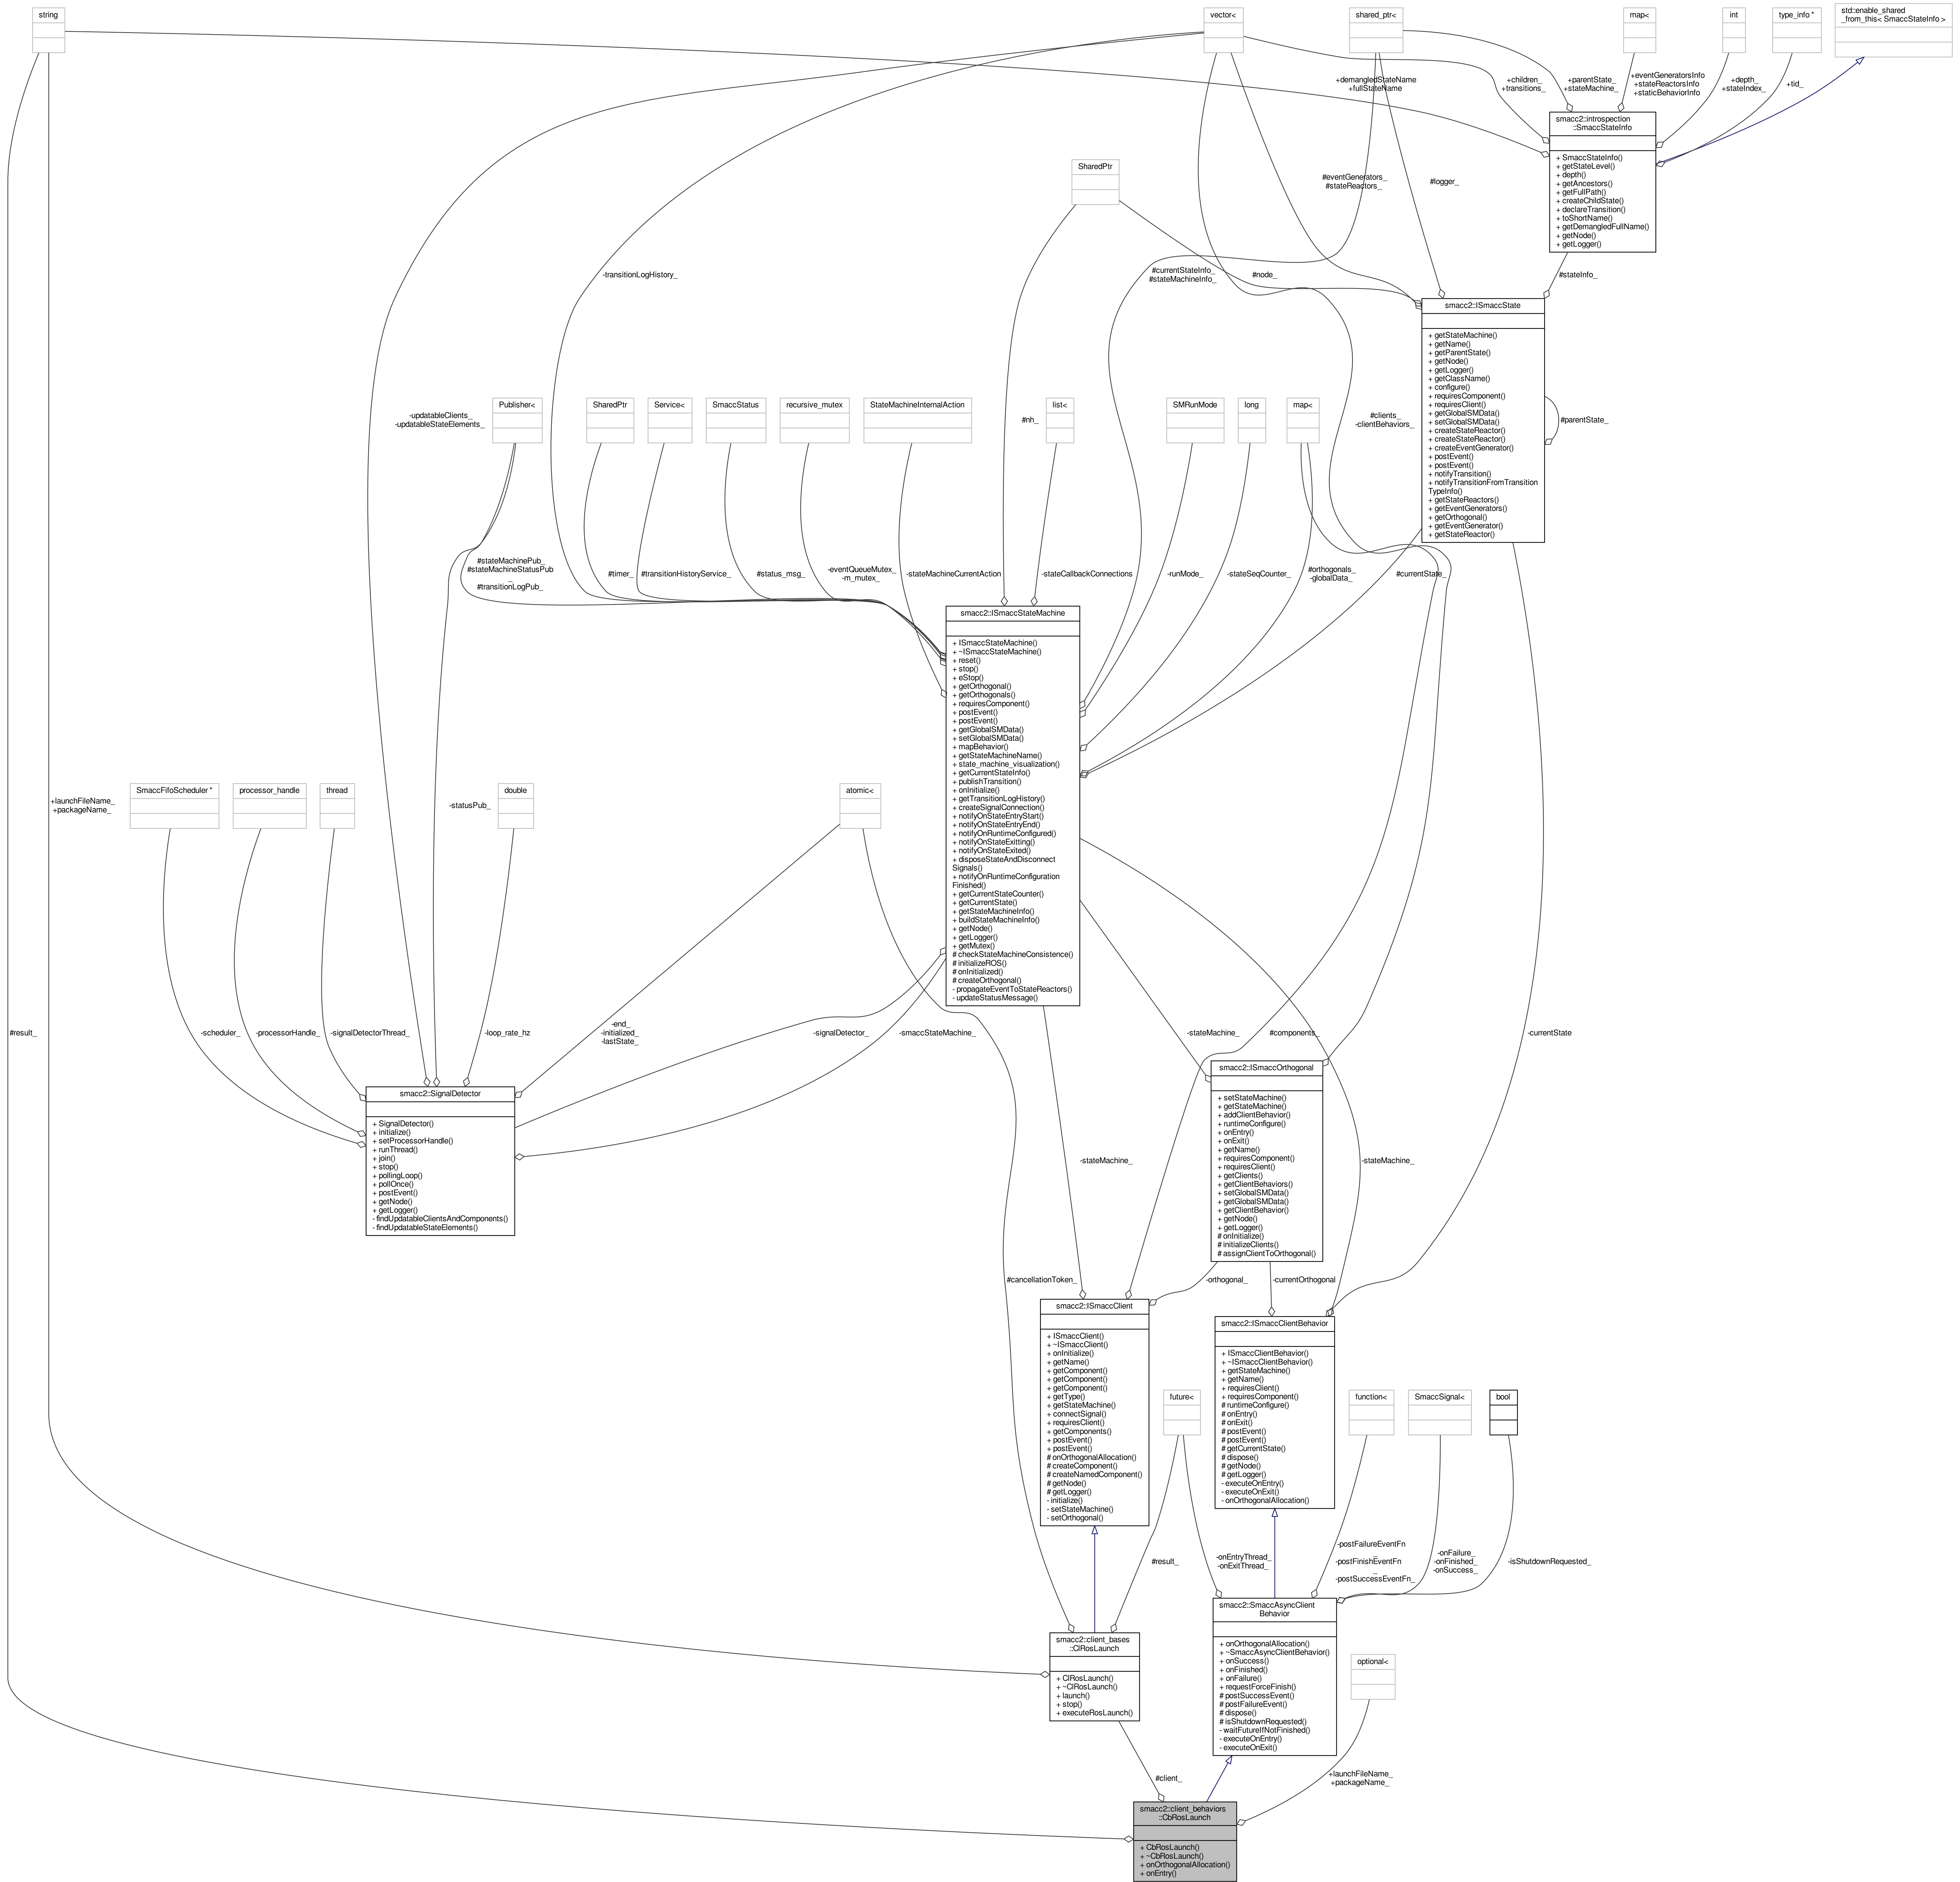 string
vector<
shared_ptr<
map<
int
type_info *
std::enable_shared
_from_this< SmaccStateInfo >
+demangledStateName
+fullStateName
+children_
+transitions_
+parentState_
+stateMachine_
+eventGeneratorsInfo
+stateReactorsInfo
+staticBehaviorInfo
+depth_
+stateIndex_
+tid_
smacc2::introspection
::SmaccStateInfo
+ SmaccStateInfo()
+ getStateLevel()
+ depth()
+ getAncestors()
+ getFullPath()
+ createChildState()
+ declareTransition()
+ toShortName()
+ getDemangledFullName()
+ getNode()
+ getLogger()
SharedPtr
#eventGenerators_
#stateReactors_
#logger_
-transitionLogHistory_
#currentStateInfo_
#stateMachineInfo_
#node_
#stateInfo_
smacc2::ISmaccState
+ getStateMachine()
+ getName()
+ getParentState()
+ getNode()
+ getLogger()
+ getClassName()
+ configure()
+ requiresComponent()
+ requiresClient()
+ getGlobalSMData()
+ setGlobalSMData()
+ createStateReactor()
+ createStateReactor()
+ createEventGenerator()
+ postEvent()
+ postEvent()
+ notifyTransition()
+ notifyTransitionFromTransition
TypeInfo()
+ getStateReactors()
+ getEventGenerators()
+ getOrthogonal()
+ getEventGenerator()
+ getStateReactor()
#parentState_
-updatableClients_
-updatableStateElements_
Publisher<
SharedPtr
Service<
SmaccStatus
recursive_mutex
StateMachineInternalAction
#nh_
list<
SMRunMode
long
map<
#clients_
-clientBehaviors_
#stateMachinePub_
#stateMachineStatusPub
_
#transitionLogPub_
#timer_
#transitionHistoryService_
#status_msg_
-eventQueueMutex_
-m_mutex_
-stateMachineCurrentAction
-stateCallbackConnections
-runMode_
-stateSeqCounter_
#orthogonals_
-globalData_
#currentState_
smacc2::ISmaccStateMachine
+ ISmaccStateMachine()
+ ~ISmaccStateMachine()
+ reset()
+ stop()
+ eStop()
+ getOrthogonal()
+ getOrthogonals()
+ requiresComponent()
+ postEvent()
+ postEvent()
+ getGlobalSMData()
+ setGlobalSMData()
+ mapBehavior()
+ getStateMachineName()
+ state_machine_visualization()
+ getCurrentStateInfo()
+ publishTransition()
+ onInitialize()
+ getTransitionLogHistory()
+ createSignalConnection()
+ notifyOnStateEntryStart()
+ notifyOnStateEntryEnd()
+ notifyOnRuntimeConfigured()
+ notifyOnStateExitting()
+ notifyOnStateExited()
+ disposeStateAndDisconnect
Signals()
+ notifyOnRuntimeConfiguration
Finished()
+ getCurrentStateCounter()
+ getCurrentState()
+ getStateMachineInfo()
+ buildStateMachineInfo()
+ getNode()
+ getLogger()
+ getMutex()
# checkStateMachineConsistence()
# initializeROS()
# onInitialized()
# createOrthogonal()
- propagateEventToStateReactors()
- updateStatusMessage()
+launchFileName_
+packageName_
SmaccFifoScheduler *
processor_handle
thread
-statusPub_
double
atomic<
#result_
-scheduler_
-processorHandle_
-signalDetectorThread_
-loop_rate_hz
-end_
-initialized_
-lastState_
-signalDetector_
-smaccStateMachine_
-stateMachine_
#components_
-currentState
smacc2::SignalDetector
+ SignalDetector()
+ initialize()
+ setProcessorHandle()
+ runThread()
+ join()
+ stop()
+ pollingLoop()
+ pollOnce()
+ postEvent()
+ getNode()
+ getLogger()
- findUpdatableClientsAndComponents()
- findUpdatableStateElements()
smacc2::ISmaccOrthogonal
+ setStateMachine()
+ getStateMachine()
+ addClientBehavior()
+ runtimeConfigure()
+ onEntry()
+ onExit()
+ getName()
+ requiresComponent()
+ requiresClient()
+ getClients()
+ getClientBehaviors()
+ setGlobalSMData()
+ getGlobalSMData()
+ getClientBehavior()
+ getNode()
+ getLogger()
# onInitialize()
# initializeClients()
# assignClientToOrthogonal()
-stateMachine_
-stateMachine_
#cancellationToken_
-orthogonal_
-currentOrthogonal
smacc2::ISmaccClient
+ ISmaccClient()
+ ~ISmaccClient()
+ onInitialize()
+ getName()
+ getComponent()
+ getComponent()
+ getComponent()
+ getType()
+ getStateMachine()
+ connectSignal()
+ requiresClient()
+ getComponents()
+ postEvent()
+ postEvent()
# onOrthogonalAllocation()
# createComponent()
# createNamedComponent()
# getNode()
# getLogger()
- initialize()
- setStateMachine()
- setOrthogonal()
smacc2::ISmaccClientBehavior
+ ISmaccClientBehavior()
+ ~ISmaccClientBehavior()
+ getStateMachine()
+ getName()
+ requiresClient()
+ requiresComponent()
# runtimeConfigure()
# onEntry()
# onExit()
# postEvent()
# postEvent()
# getCurrentState()
# dispose()
# getNode()
# getLogger()
- executeOnEntry()
- executeOnExit()
- onOrthogonalAllocation()
future<
function<
SmaccSignal<
bool
#result_
-onEntryThread_
-onExitThread_
-postFailureEventFn
_
-postFinishEventFn
_
-postSuccessEventFn_
-onFailure_
-onFinished_
-onSuccess_
-isShutdownRequested_
smacc2::client_bases
::ClRosLaunch
+ ClRosLaunch()
+ ~ClRosLaunch()
+ launch()
+ stop()
+ executeRosLaunch()
smacc2::SmaccAsyncClient
Behavior
+ onOrthogonalAllocation()
+ ~SmaccAsyncClientBehavior()
+ onSuccess()
+ onFinished()
+ onFailure()
+ requestForceFinish()
# postSuccessEvent()
# postFailureEvent()
# dispose()
# isShutdownRequested()
- waitFutureIfNotFinished()
- executeOnEntry()
- executeOnExit()
optional<
#client_
+launchFileName_
+packageName_
smacc2::client_behaviors
::CbRosLaunch
+ CbRosLaunch()
+ ~CbRosLaunch()
+ onOrthogonalAllocation()
+ onEntry()